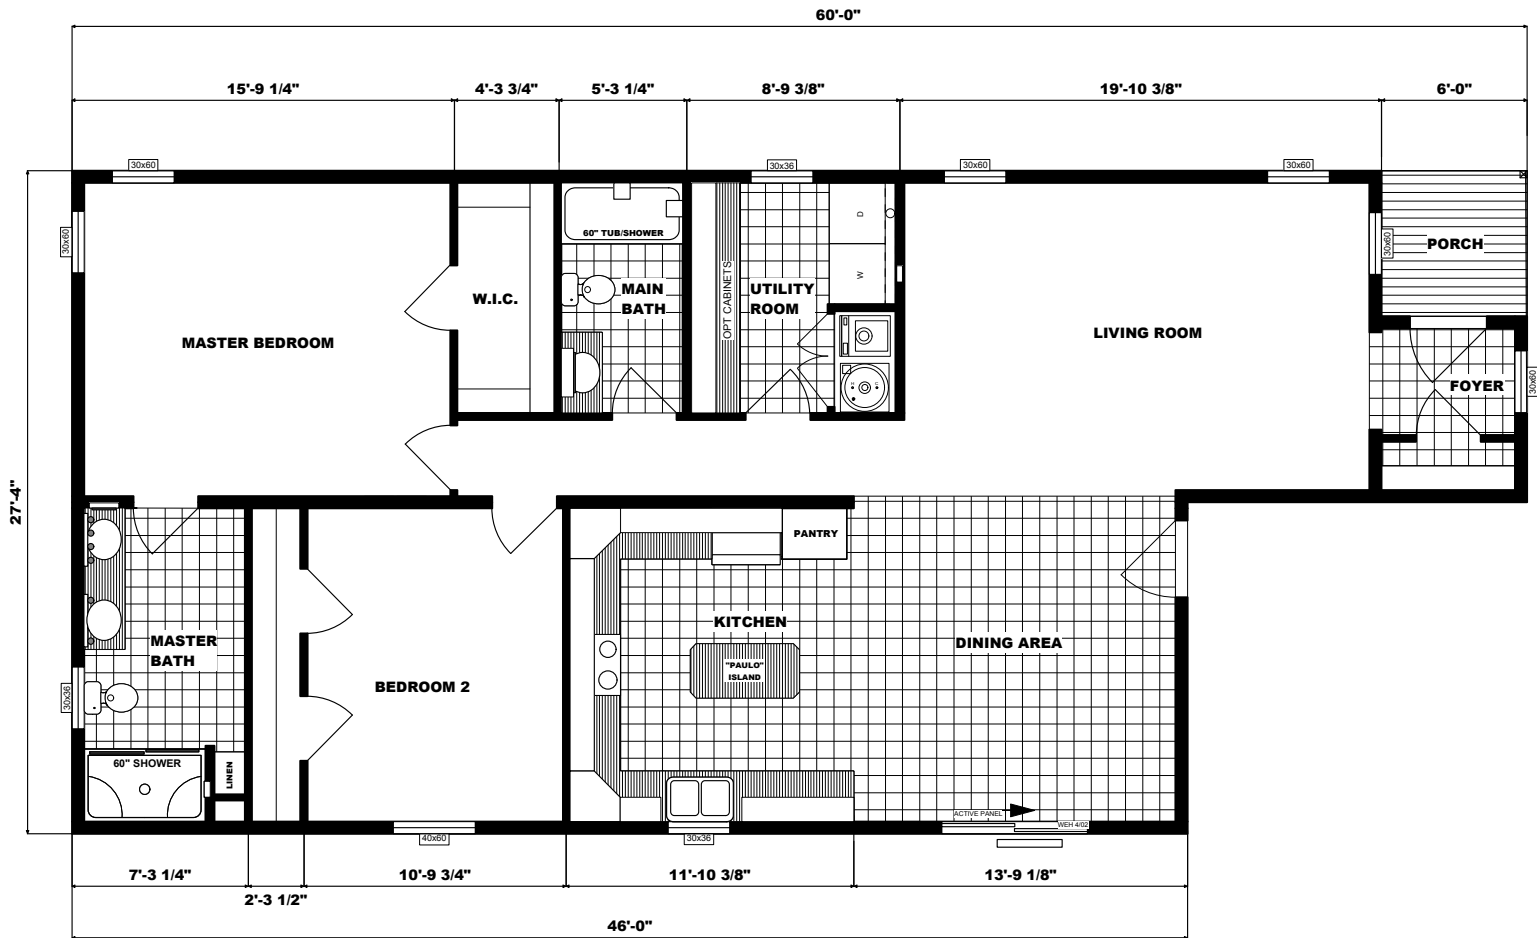 60'-0"
15'-9 1/4"
4'-3 3/4"
5'-3 1/4"
8'-9 3/8"
19'-10 3/8"
6'-0"
30x60
30x36
30x60
30x60
30x60
60" TUB/SHOWER
D
W
OPT CABINETS
MAIN
BATH
UTILITY
ROOM
W.I.C.
MASTER BEDROOM
LIVING ROOM
30x60
PORCH
FOYER
30x60
27'-4"
PANTRY
KITCHEN
"PAULO"
ISLAND
DINING AREA
MASTER
BATH
BEDROOM 2
30x36
60" SHOWER
LINEN
ACTIVE PANEL
WEH 4/02
40x60
30x36
7'-3 1/4"
2'-3 1/2"
10'-9 3/4"
11'-10 3/8"
13'-9 1/8"
46'-0"